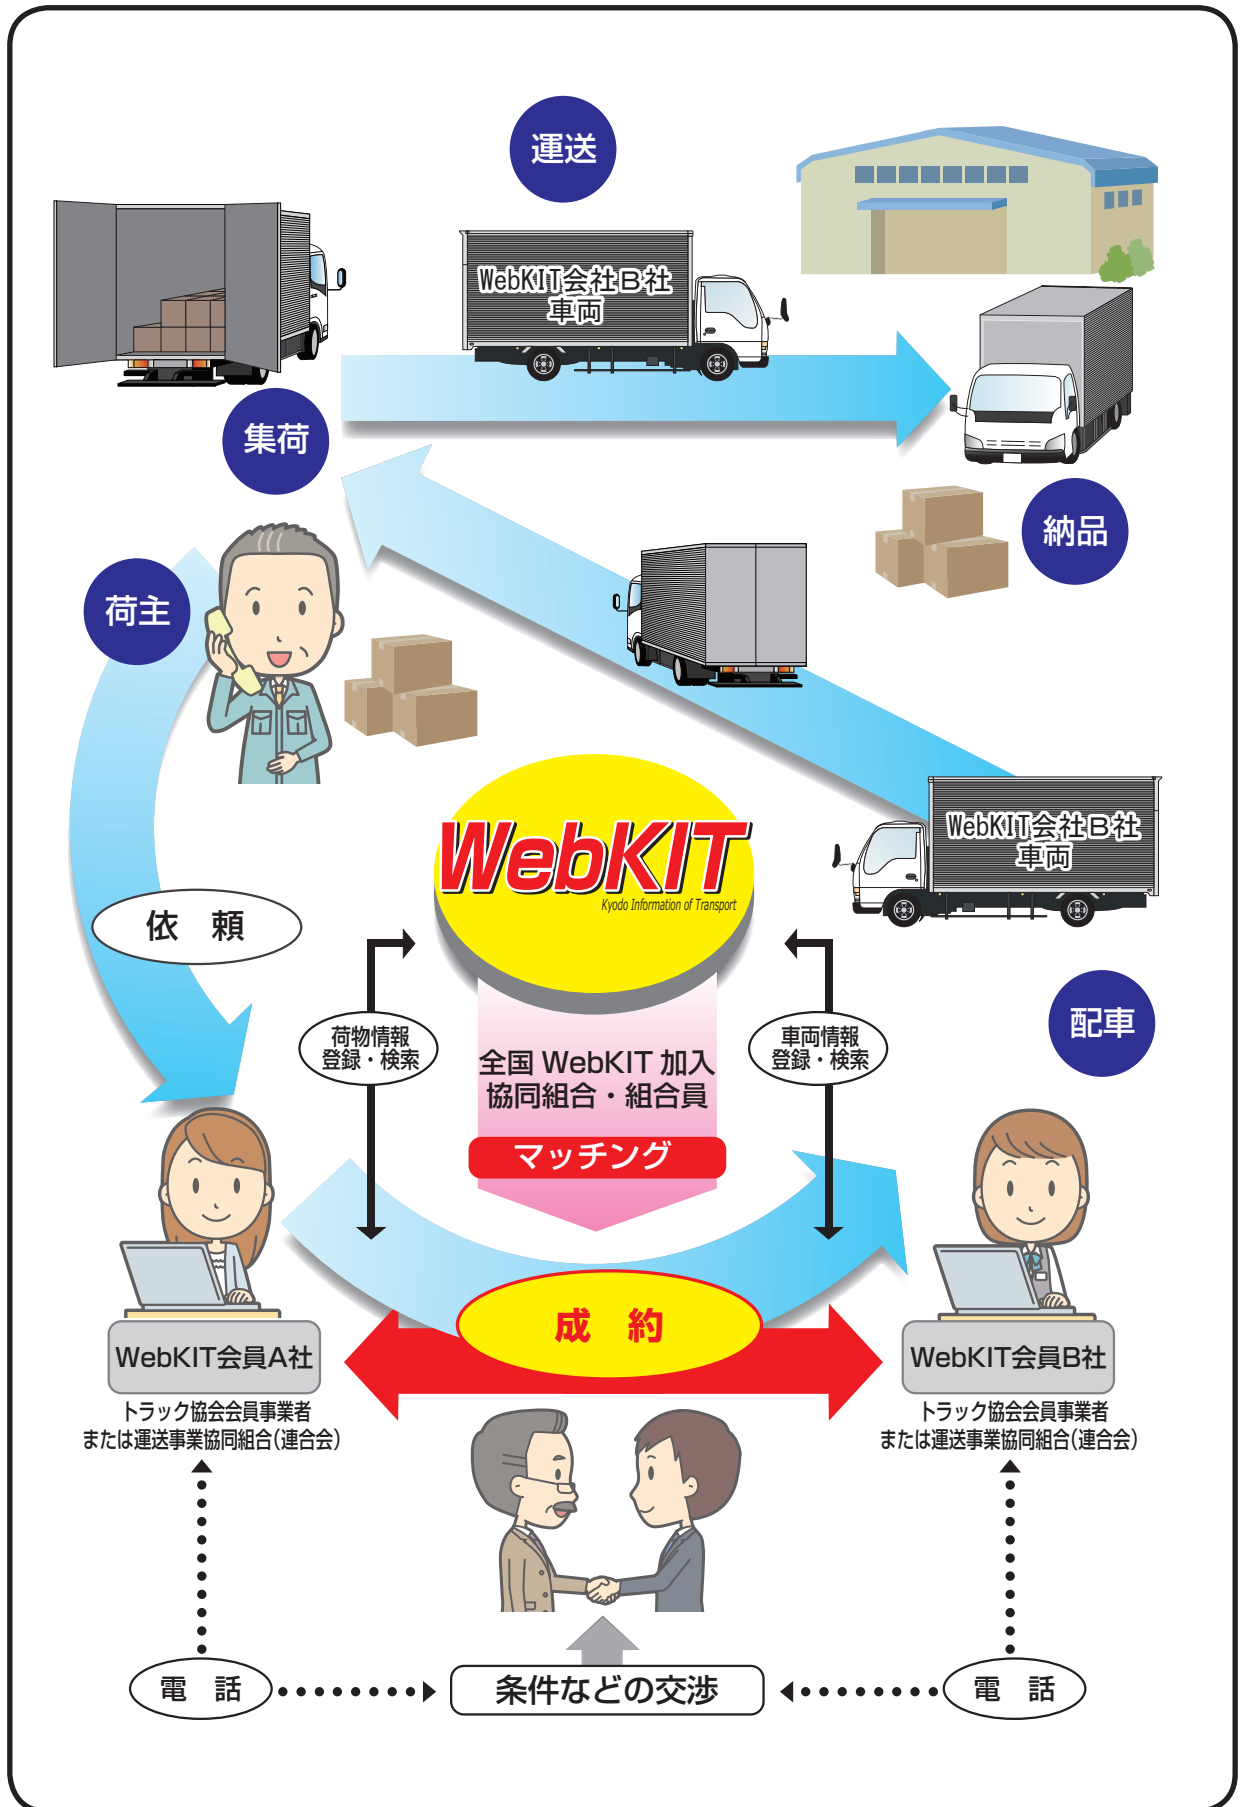 運送
WebKIT会社B社
車両
集荷
納品
荷主
WebKIT
Kyodo Information of Transport
WebKIT会社B社
車両
依 頼
配車
荷物情報
登録・検索
車両情報
登録・検索
全国 WebKIT 加入
協同組合・組合員
マッチング
成 約
WebKIT会員A社
トラック協会会員事業者
または運送事業協同組合(連合会)
WebKIT会員B社
トラック協会会員事業者
または運送事業協同組合(連合会)
電 話
条件などの交渉
電 話